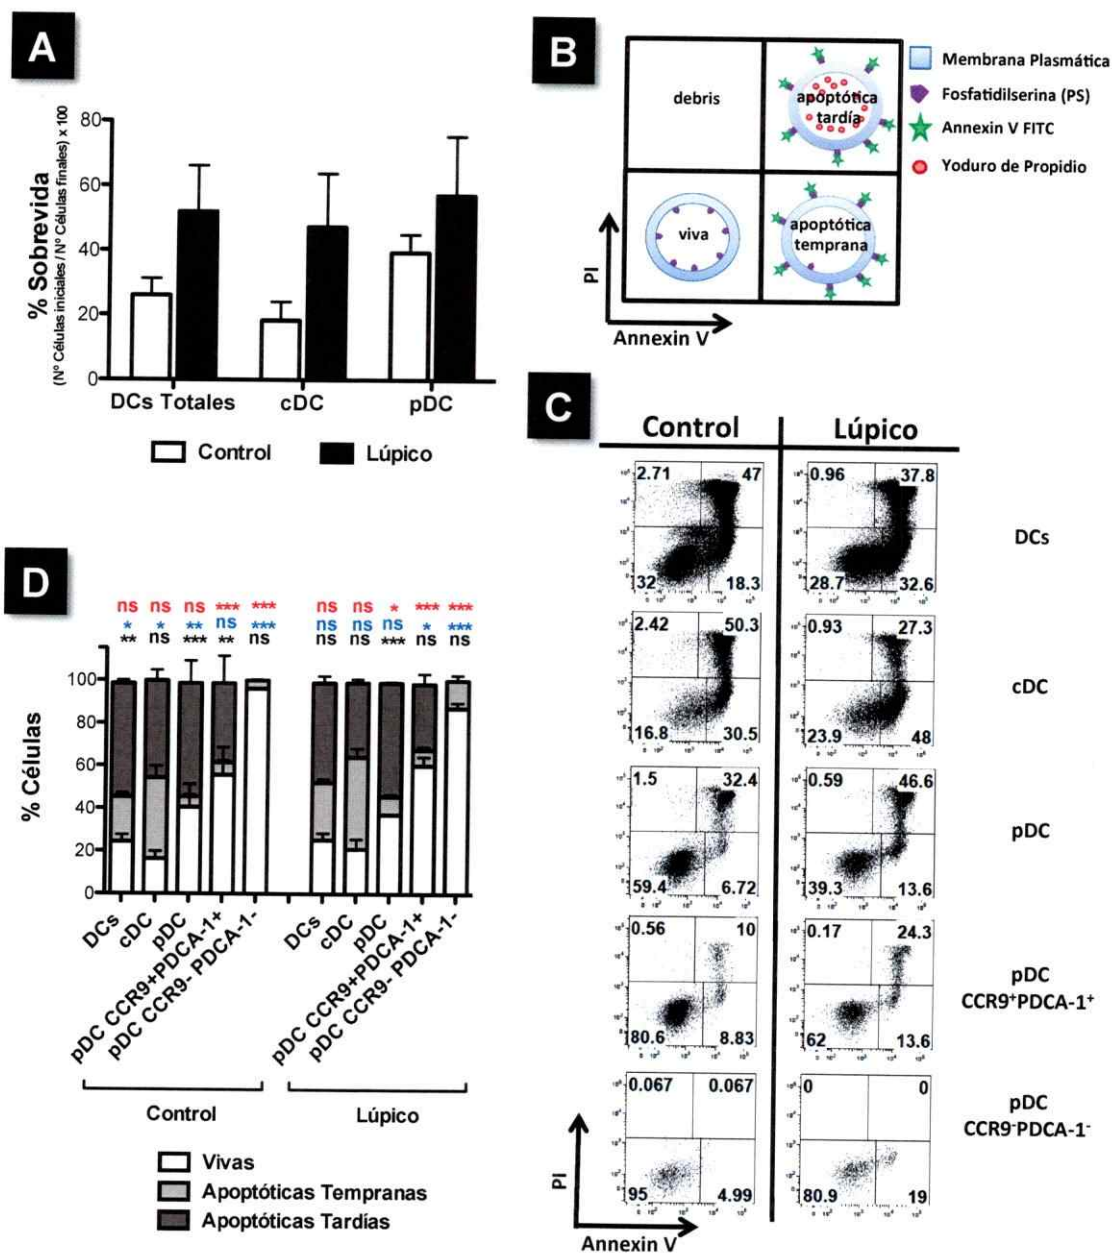 A
% Sobrevida
(Nº Células iniciales / Nº Células finales) x 100
80
60
40
20
0
DCs Totales
cDC
pDC
Control
Lúpico
B
debris
apoptótica
tardía
viva
apoptótica
temprana
PI
Annexin V
Membrana Plasmática
Fosfatidilserina (PS)
Annexin V FITC
Yoduro de Propidio
C
Control
Lúpico
2.71
47
32
18.3
0.96
37.8
28.7
32.6
DCs
2.42
50.3
16.8
30.5
0.93
27.3
23.9
48
cDC
1.5
32.4
59.4
6.72
0.59
46.6
39.3
13.6
pDC
0.56
10
80.6
8.83
0.17
24.3
62
13.6
pDC
CCR9⁺PDCA-1⁺
0.067
0.067
95
4.99
0
0
80.9
19
pDC
CCR9⁻PDCA-1⁻
PI
Annexin V
D
ns ns ns *** *** ns ns * *** ***
* * ** ns *** ns ns ns * ***
** ns *** ** ns ns ns *** ns ns
% Células
100
80
60
40
20
0
DCs
cDC
pDC
pDC CCR9+PDCA-1+
pDC CCR9- PDCA-1-
DCs
cDC
pDC
pDC CCR9+PDCA-1+
pDC CCR9- PDCA-1-
Control
Lúpico
Vivas
Apoptóticas Tempranas
Apoptóticas Tardías